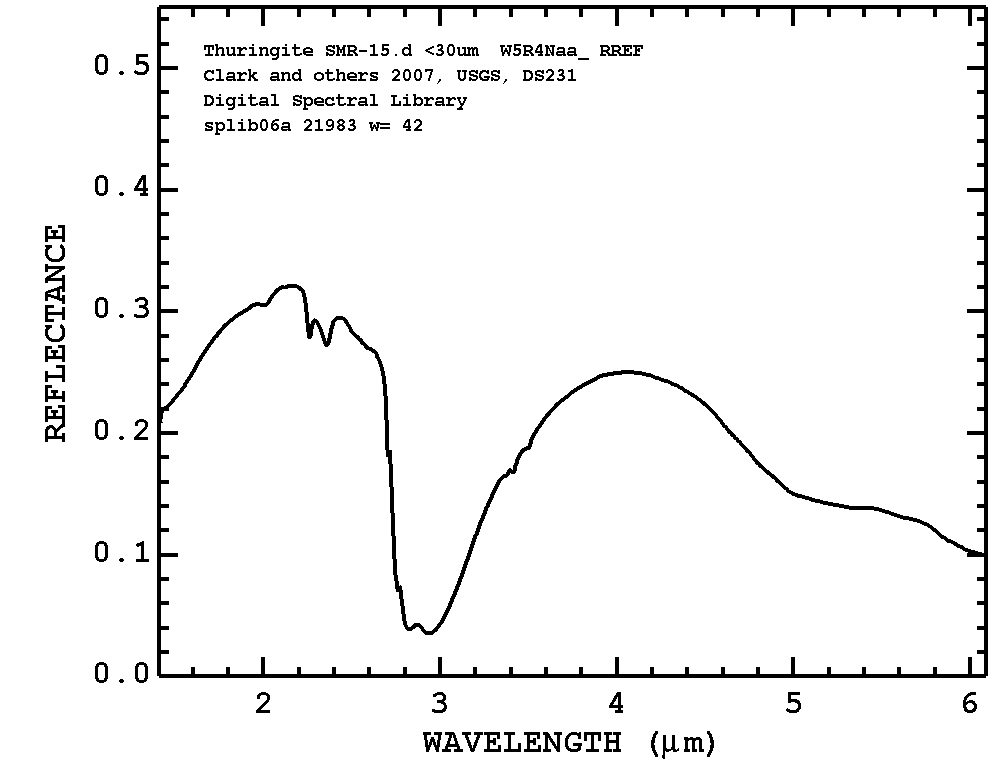 Thuringite SMR-15.d <30um W5R4Naa_ RREF
Clark and others 2007, USGS, DS231
Digital Spectral Library
splib06a 21983 w= 42
0.5
0.4
0.3
0.2
0.1
0.0
REFLECTANCE
2 3 4 5 6
WAVELENGTH (μm)